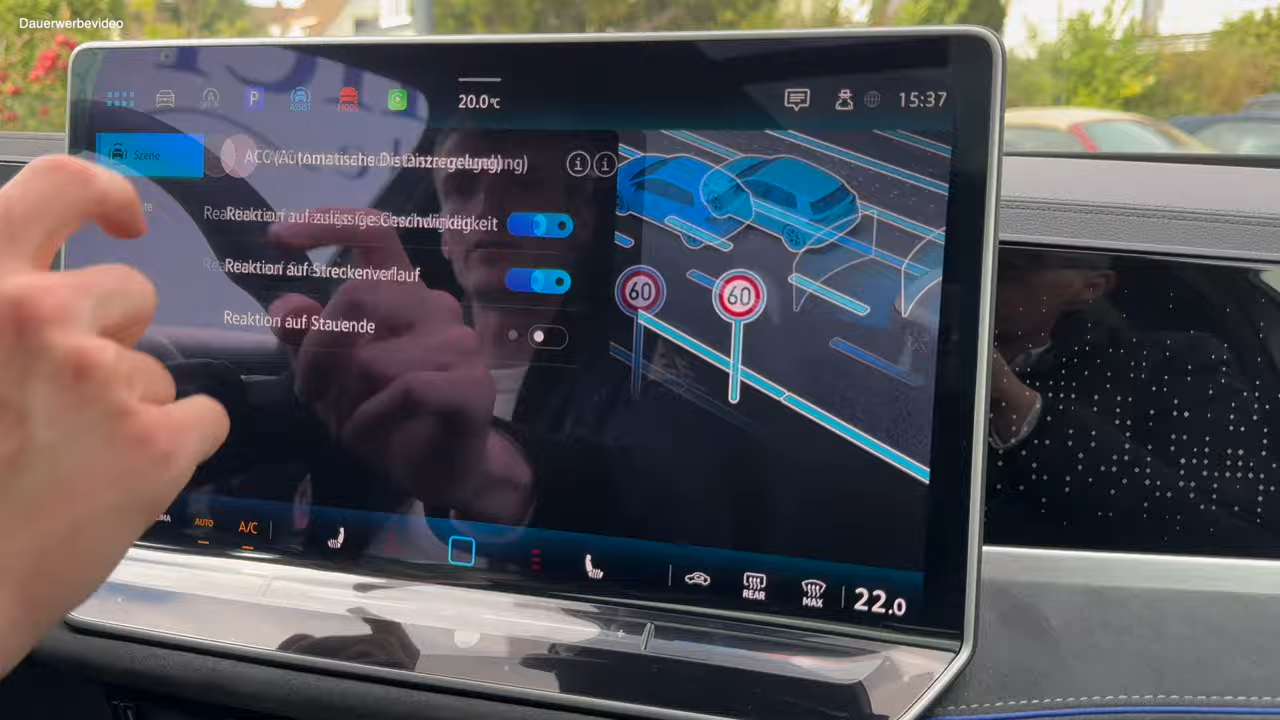 Dauerwerbevideo
P
ASSIST
20.0°C
15:37
Szene
ACC (Automatische Distanzregelung)
Reaktion auf zulässige Geschwindigkeit
Reaktion auf Streckenverlauf
Reaktion auf Stauende
60
60
AUTO
A/C
REAR
MAX
22.0